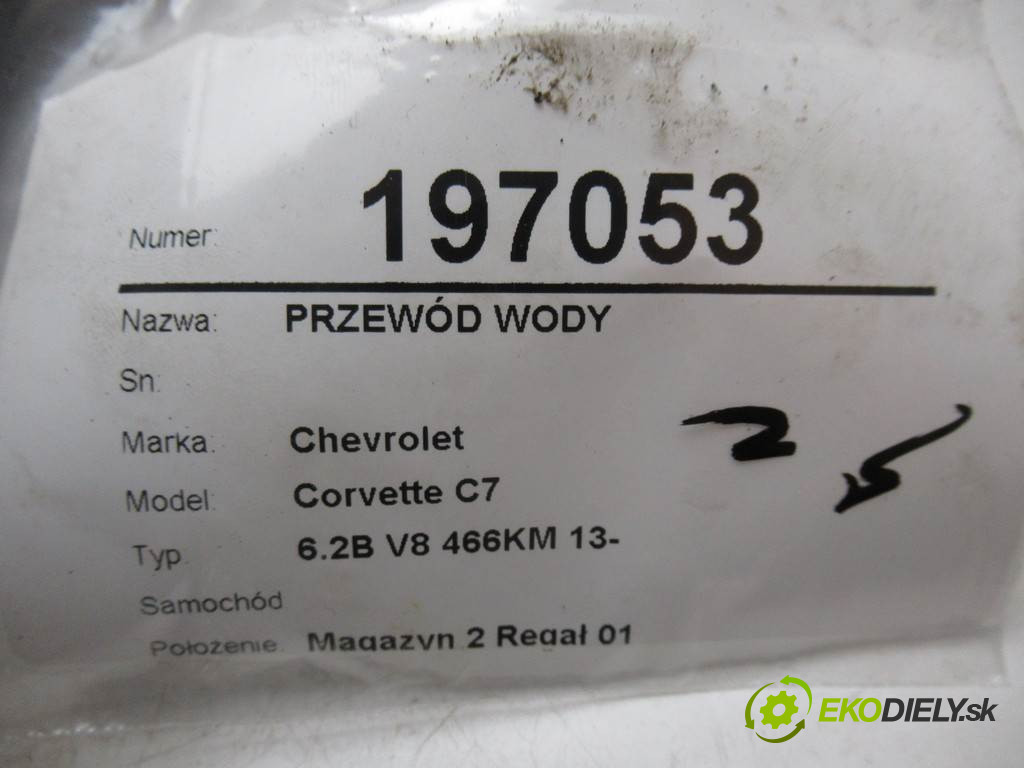 Numer: 197053
Nazwa: PRZEWÓD WODY
Sn:
Marka: Chevrolet
Model: Corvette C7
Typ: 6.2B V8 466KM 13-
Samochód
Położenie: Magazyn 2 Regał 01
25
EKODIELY.sk